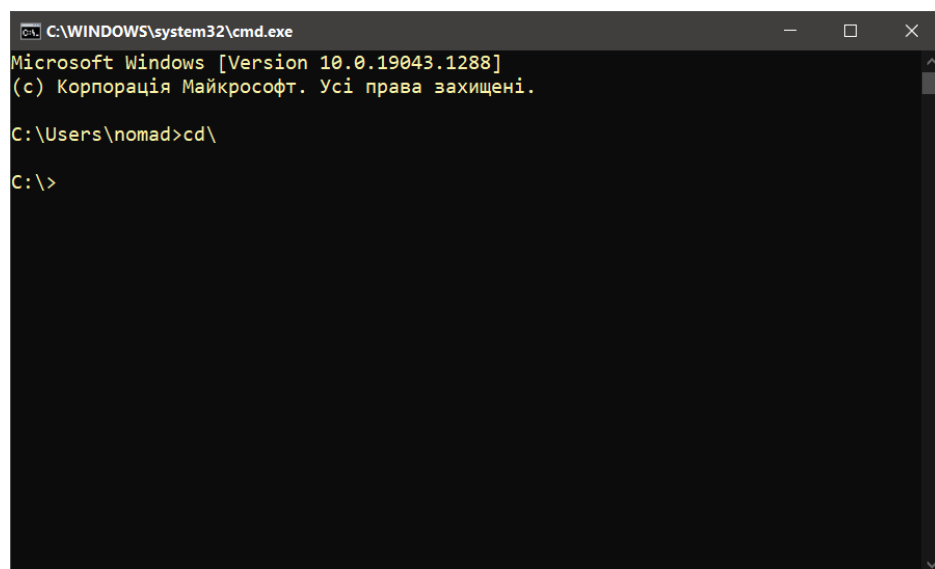 C:\WINDOWS\system32\cmd.exe
Microsoft Windows [Version 10.0.19043.1288]
(c) Корпорація Майкрософт. Усі права захищені.
C:\Users\nomad>cd\
C:\>